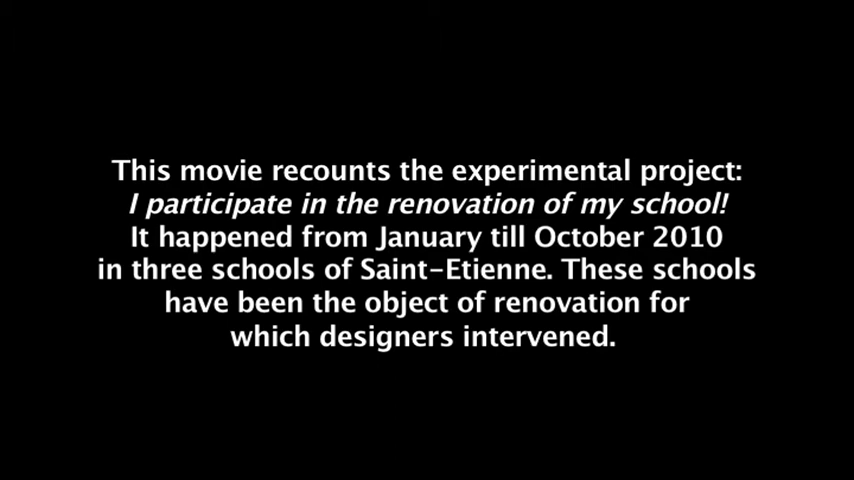 This movie recounts the experimental project:
I participate in the renovation of my school!
It happened from January till October 2010
in three schools of Saint-Etienne. These schools
have been the object of renovation for
which designers intervened.